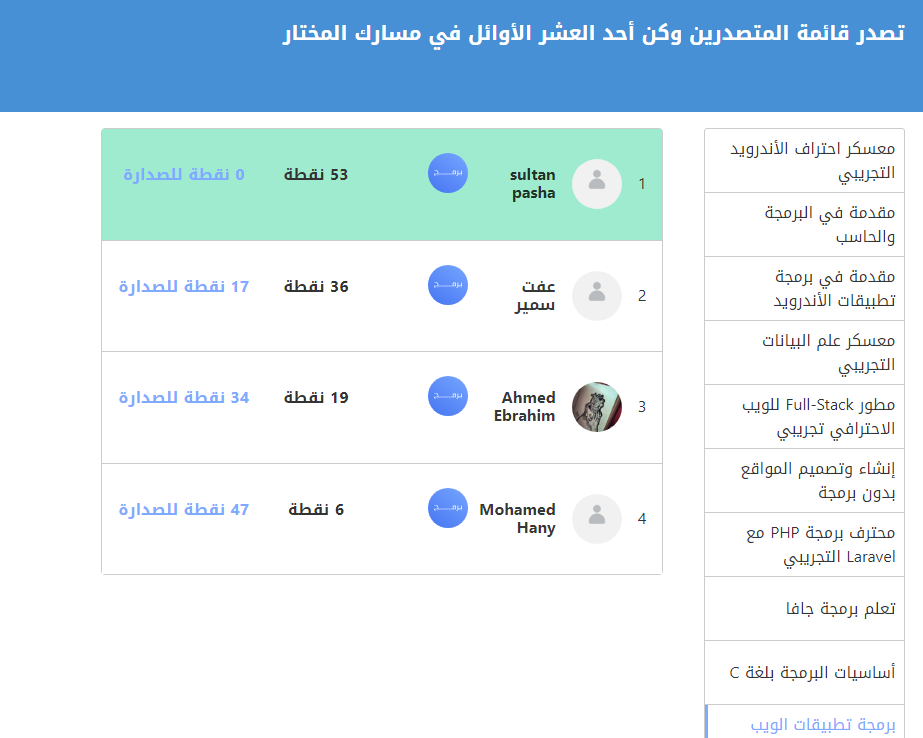 تصدر قائمة المتصدرين وكن أحد العشر الأوائل في مسارك المختار
معسكر احتراف الأندرويد
التجريبي
مقدمة في البرمجة
والحاسب
مقدمة في برمجة
تطبيقات الأندرويد
معسكر علم البيانات
التجريبي
مطور Full-Stack للويب
الاحترافي تجريبي
إنشاء وتصميم المواقع
بدون برمجة
محترف برمجة PHP مع
Laravel التجريبي
تعلم برمجة جافا
أساسيات البرمجة بلغة C
برمجة تطبيقات الويب
1
sultan
pasha
برمــج
53 نقطة
0 نقطة للصدارة
2
عفت
سمير
برمــج
36 نقطة
17 نقطة للصدارة
3
Ahmed
Ebrahim
برمــج
19 نقطة
34 نقطة للصدارة
4
Mohamed
Hany
برمــج
6 نقطة
47 نقطة للصدارة